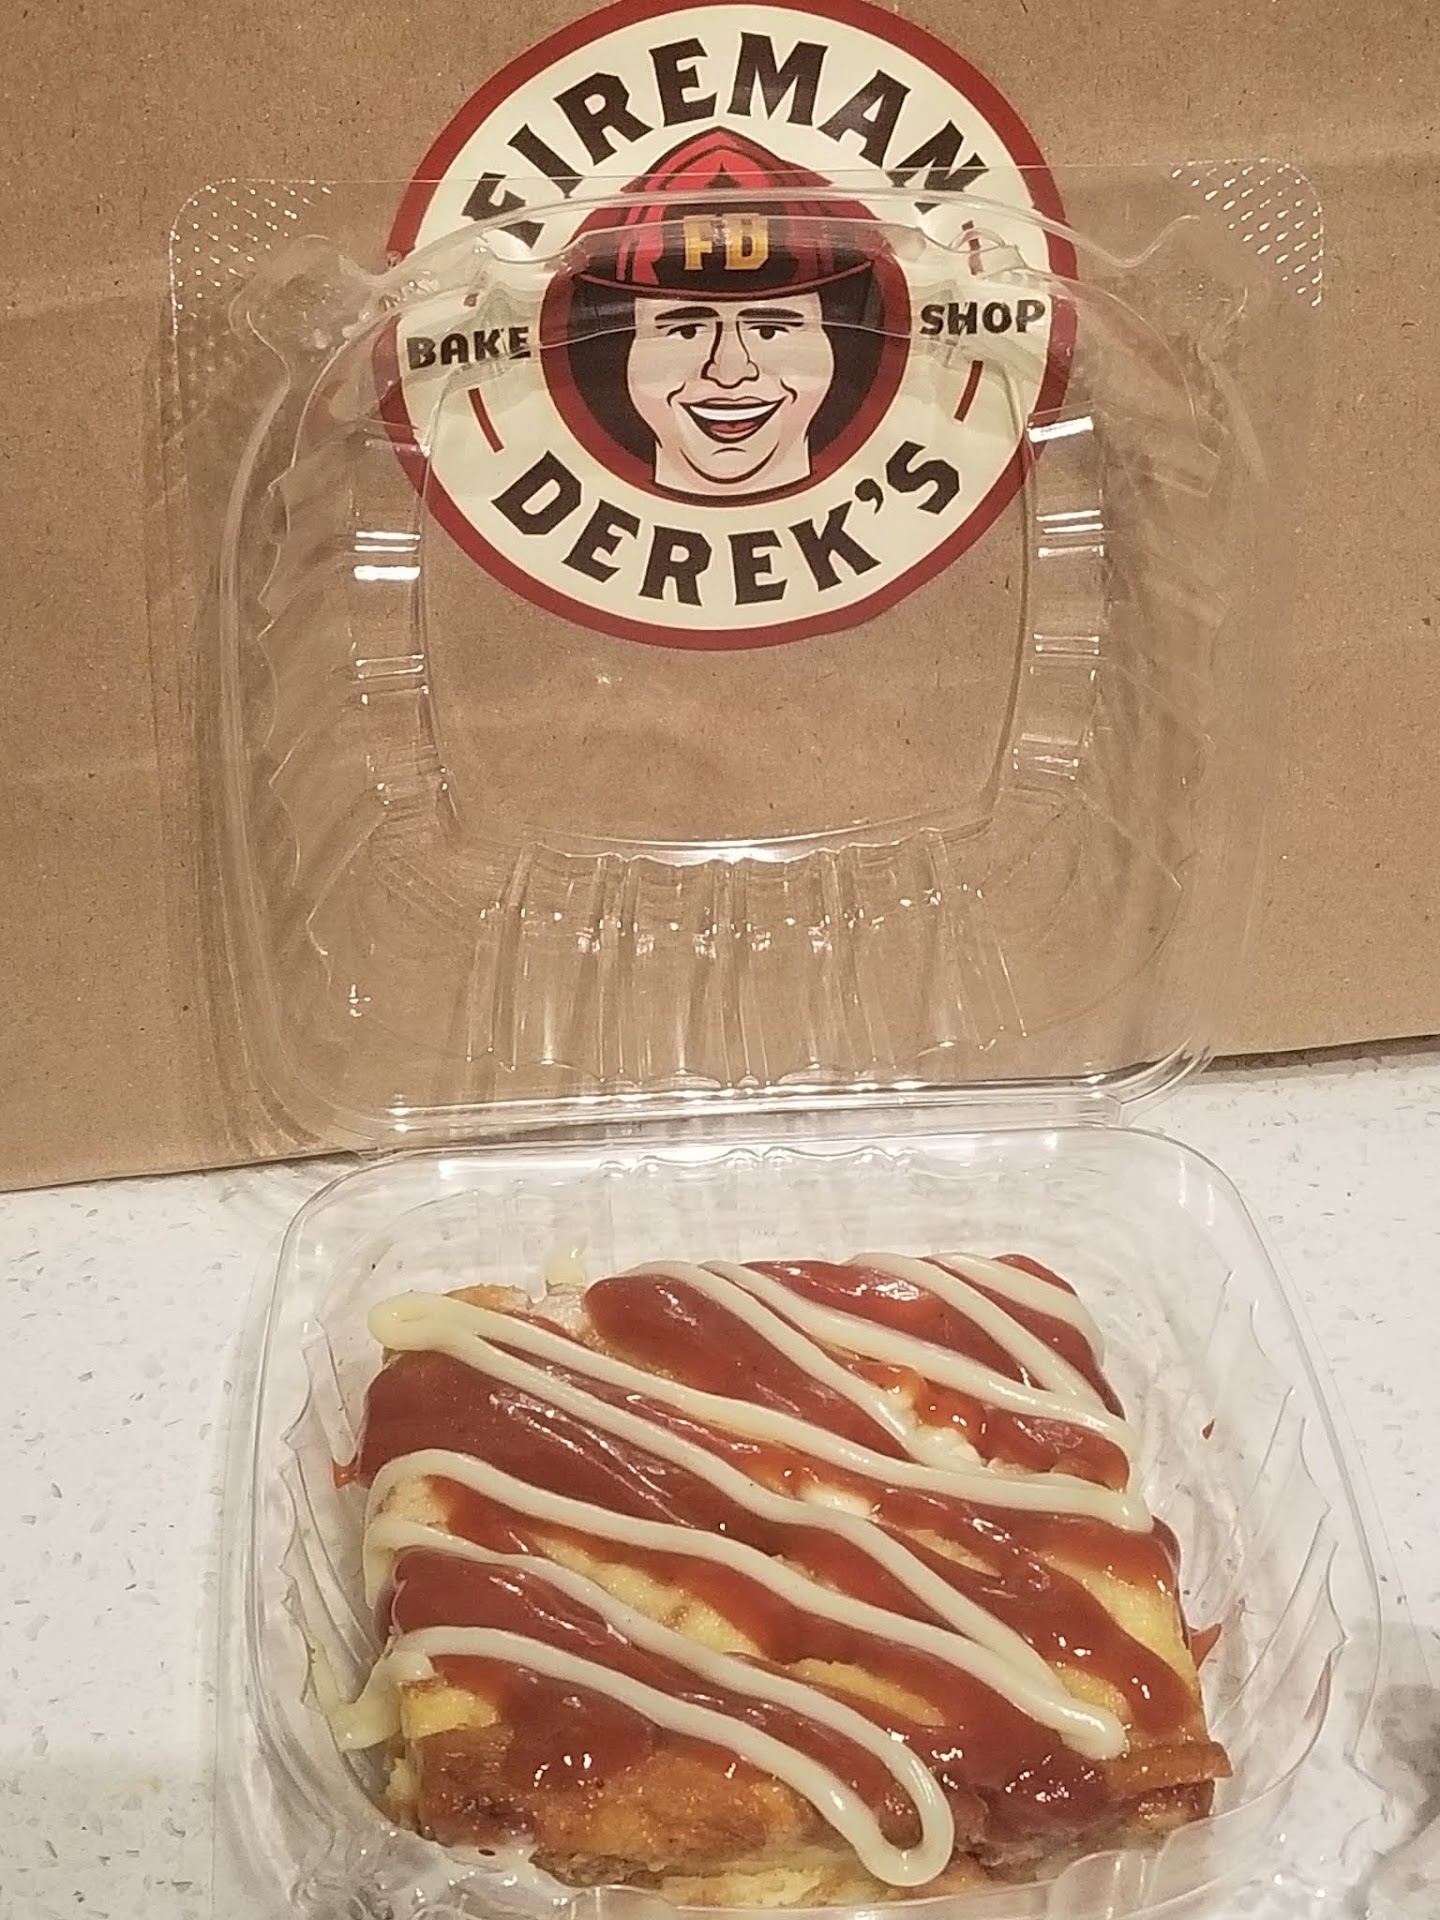 FIREMAN
FD
BAKE SHOP
DEREK'S